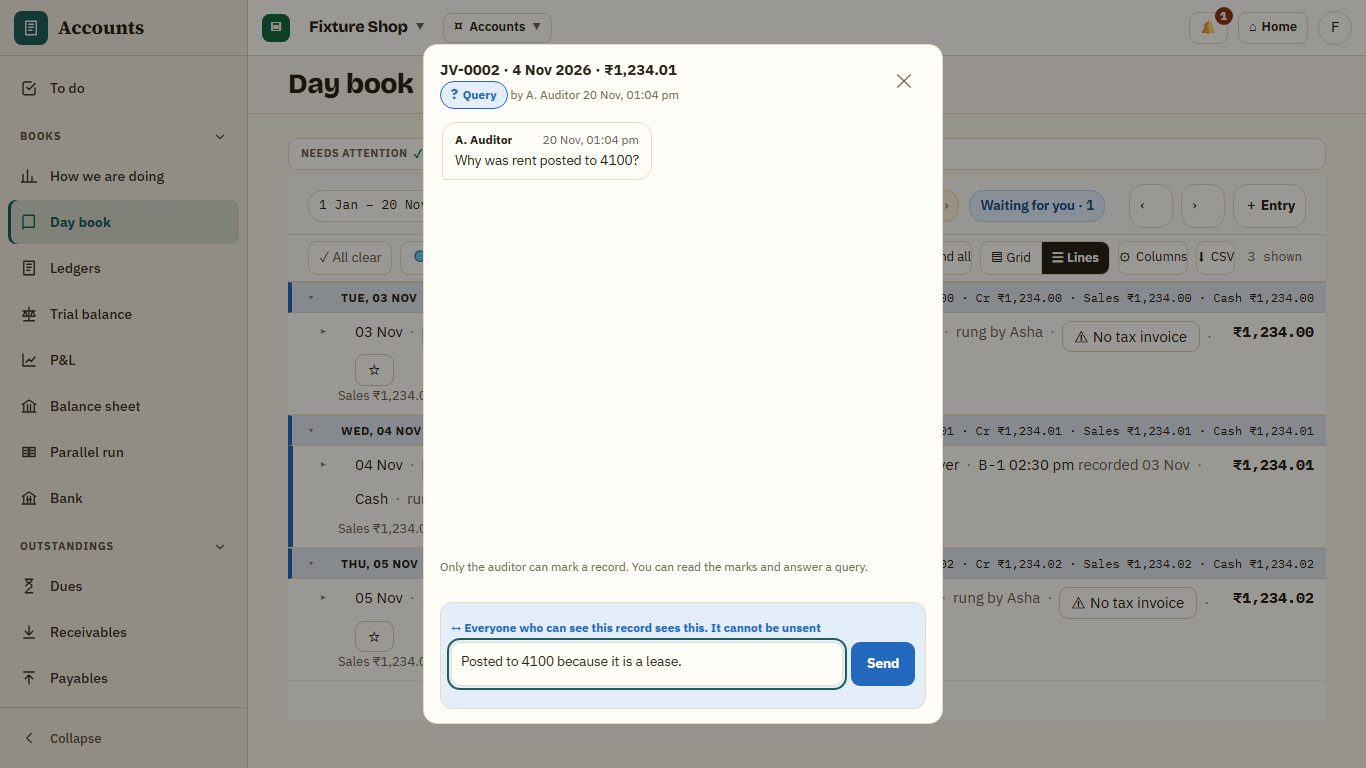 Accounts
Fixture Shop ▼
¤ Accounts ▼
1
⌂ Home
F
To do
BOOKS
How we are doing
Day book
Ledgers
Trial balance
P&L
Balance sheet
Parallel run
Bank
OUTSTANDINGS
Dues
Receivables
Payables
Collapse
Day book
NEEDS ATTENTION ✓
1 Jan – 20 Nov
Waiting for you · 1
‹
›
+ Entry
✓ All clear
all
Grid
☰ Lines
Columns
CSV
3 shown
TUE, 03 NOV
· Cr ₹1,234.00 · Sales ₹1,234.00 · Cash ₹1,234.00
03 Nov ·
· rung by Asha · ⚠ No tax invoice · ₹1,234.00
☆
Sales
WED, 04 NOV
· Cr ₹1,234.01 · Sales ₹1,234.01 · Cash ₹1,234.01
04 Nov ·
· B-1 02:30 pm recorded 03 Nov · ₹1,234.01
Cash ·
Sales
THU, 05 NOV
· Cr ₹1,234.02 · Sales ₹1,234.02 · Cash ₹1,234.02
05 Nov ·
rung by Asha · ⚠ No tax invoice · ₹1,234.02
☆
Sales
JV-0002 · 4 Nov 2026 · ₹1,234.01
? Query by A. Auditor 20 Nov, 01:04 pm
A. Auditor 20 Nov, 01:04 pm
Why was rent posted to 4100?
Only the auditor can mark a record. You can read the marks and answer a query.
↔ Everyone who can see this record sees this. It cannot be unsent
Posted to 4100 because it is a lease.
Send